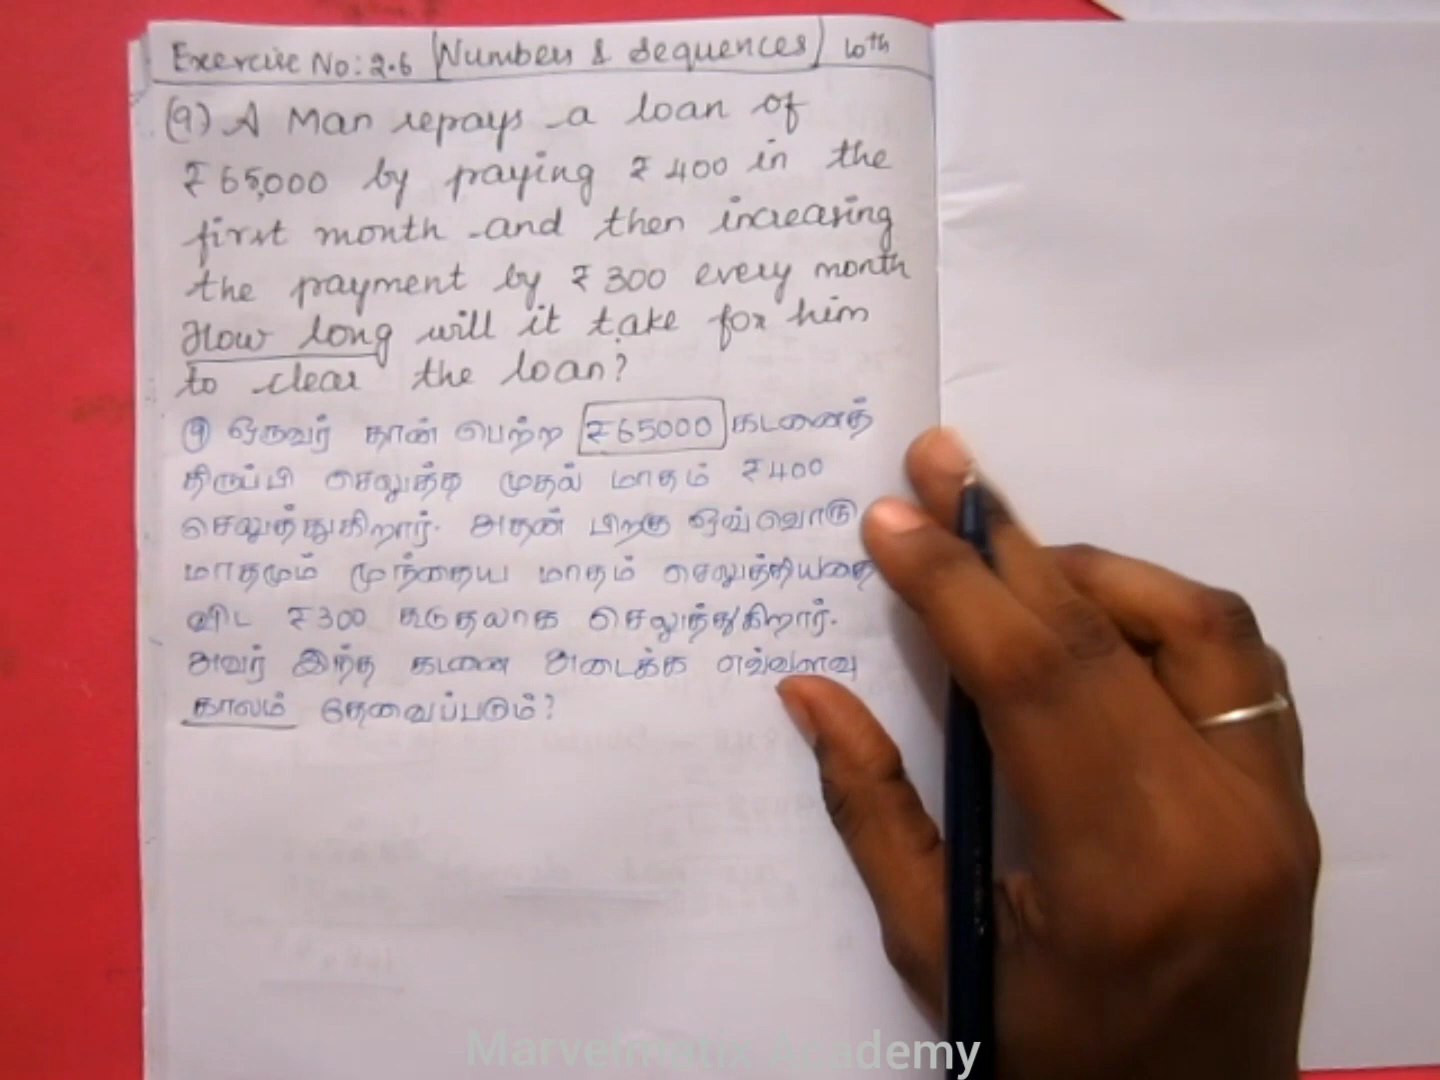 Exercise No: 2.6 Numbers & Sequences 10th
(9) A Man repays a loan of
₹65,000 by paying ₹400 in the
first month and then increasing
the payment by ₹300 every month
How long will it take for him
to clear the loan?
9 ஒருவர் தான் பெற்ற ₹65000 கடனைத்
திருப்பி செலுத்த முதல் மாதம் ₹400
செலுத்துகிறார். அதன் பிறகு ஒவ்வொரு
மாதமும் முந்தைய மாதம் செலுத்தியதை
விட ₹300 கூடுதலாக செலுத்துகிறார்.
அவர் இந்த கடனை அடைக்க எவ்வளவு
காலம் தேவைப்படும்?
Marvelmatix Academy